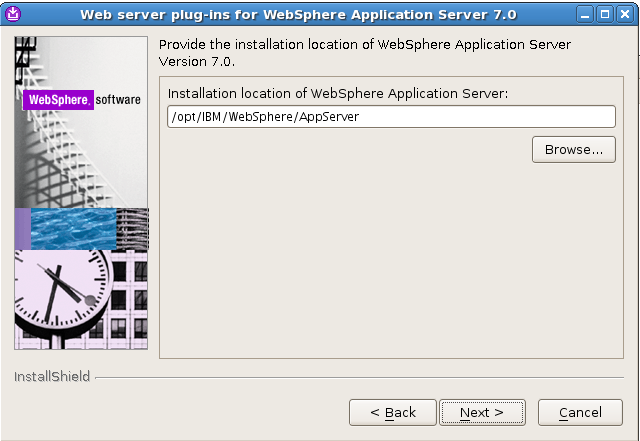 Web server plug-ins for WebSphere Application Server 7.0
Provide the installation location of WebSphere Application Server
Version 7.0.
WebSphere. software
Installation location of WebSphere Application Server:
/opt/IBM/WebSphere/AppServer
Browse...
InstallShield
< Back
Next >
Cancel